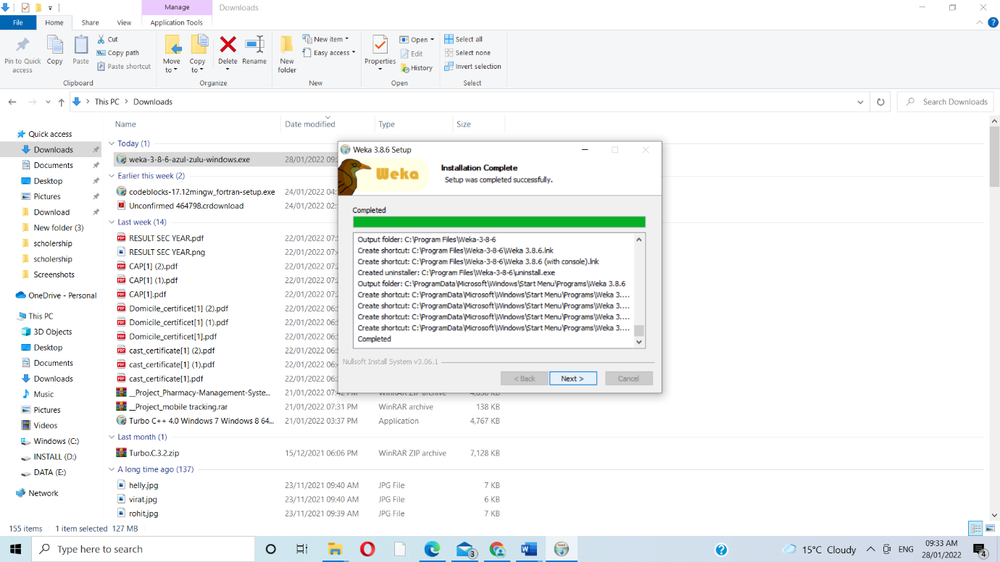 Manage
Downloads
File
Home
Share
View
Application Tools
Pin to Quick access
Copy
Paste
Cut
Copy path
Paste shortcut
Clipboard
Move to
Copy to
Delete
Rename
Organize
New folder
New item
Easy access
New
Properties
Open
Edit
History
Open
Select all
Select none
Invert selection
Select
This PC > Downloads
Search Downloads
Name
Date modified
Type
Size
Quick access
Downloads
Documents
Desktop
Pictures
Download
New folder (3)
scholership
scholership
Screenshots
OneDrive - Personal
This PC
3D Objects
Desktop
Documents
Downloads
Music
Pictures
Videos
Windows (C:)
INSTALL (D:)
DATA (E:)
Network
Today (1)
weka-3-8-6-azul-zulu-windows.exe 28/01/2022 09:
Earlier this week (2)
codeblocks-17.12mingw_fortran-setup.exe 24/01/2022 04:
Unconfirmed 464798.crdownload 24/01/2022 02:
Last week (14)
RESULT SEC YEAR.pdf 22/01/2022 07:
RESULT SEC YEAR.png 22/01/2022 07:
CAP[1] (2).pdf 22/01/2022 07:
CAP[1] (1).pdf 22/01/2022 07:
CAP[1].pdf 22/01/2022 07:
Domicile_certificet[1] (2).pdf 22/01/2022 06:
Domicile_certificet[1] (1).pdf 22/01/2022 06:
Domicile_certificet[1].pdf 22/01/2022 06:
cast_certificate[1] (2).pdf 22/01/2022 06:
cast_certificate[1] (1).pdf 22/01/2022 06:
cast_certificate[1].pdf 22/01/2022 06:
__Project_Pharmacy-Management-Syste... 21/01/2022 07:42 PM WinRAR ZIP archive KB
__Project_mobile tracking.rar 21/01/2022 07:31 PM WinRAR archive 138 KB
Turbo C++ 4.0 Windows 7 Windows 8 64... 21/01/2022 03:37 PM Application 4,767 KB
Last month (1)
Turbo.C.3.2.zip 15/12/2021 06:06 PM WinRAR ZIP archive 7,128 KB
A long time ago (137)
helly.jpg 23/11/2021 09:40 AM JPG File 7 KB
virat.jpg 23/11/2021 09:40 AM JPG File 6 KB
rohit.jpg 23/11/2021 09:39 AM JPG File 7 KB
Weka 3.8.6 Setup
Weka
Installation Complete
Setup was completed successfully.
Completed
Output folder: C:\Program Files\Weka-3-8-6
Create shortcut: C:\Program Files\Weka-3-8-6\Weka 3.8.6.lnk
Create shortcut: C:\Program Files\Weka-3-8-6\Weka 3.8.6 (with console).lnk
Created uninstaller: C:\Program Files\Weka-3-8-6\uninstall.exe
Output folder: C:\ProgramData\Microsoft\Windows\Start Menu\Programs\Weka 3.8.6
Create shortcut: C:\ProgramData\Microsoft\Windows\Start Menu\Programs\Weka 3....
Create shortcut: C:\ProgramData\Microsoft\Windows\Start Menu\Programs\Weka 3....
Create shortcut: C:\ProgramData\Microsoft\Windows\Start Menu\Programs\Weka 3....
Create shortcut: C:\ProgramData\Microsoft\Windows\Start Menu\Programs\Weka 3....
Completed
Nullsoft Install System v3.06.1
< Back
Next >
Cancel
155 items 1 item selected 127 MB
Type here to search
3
15°C Cloudy
ENG
09:33 AM
28/01/2022
4